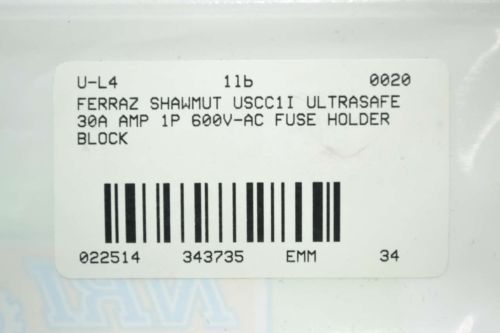 U-L4 1lb 0020
FERRAZ SHAWMUT USCC1I ULTRASAFE
30A AMP 1P 600V-AC FUSE HOLDER
BLOCK
022514 343735 EMM 34
NRI